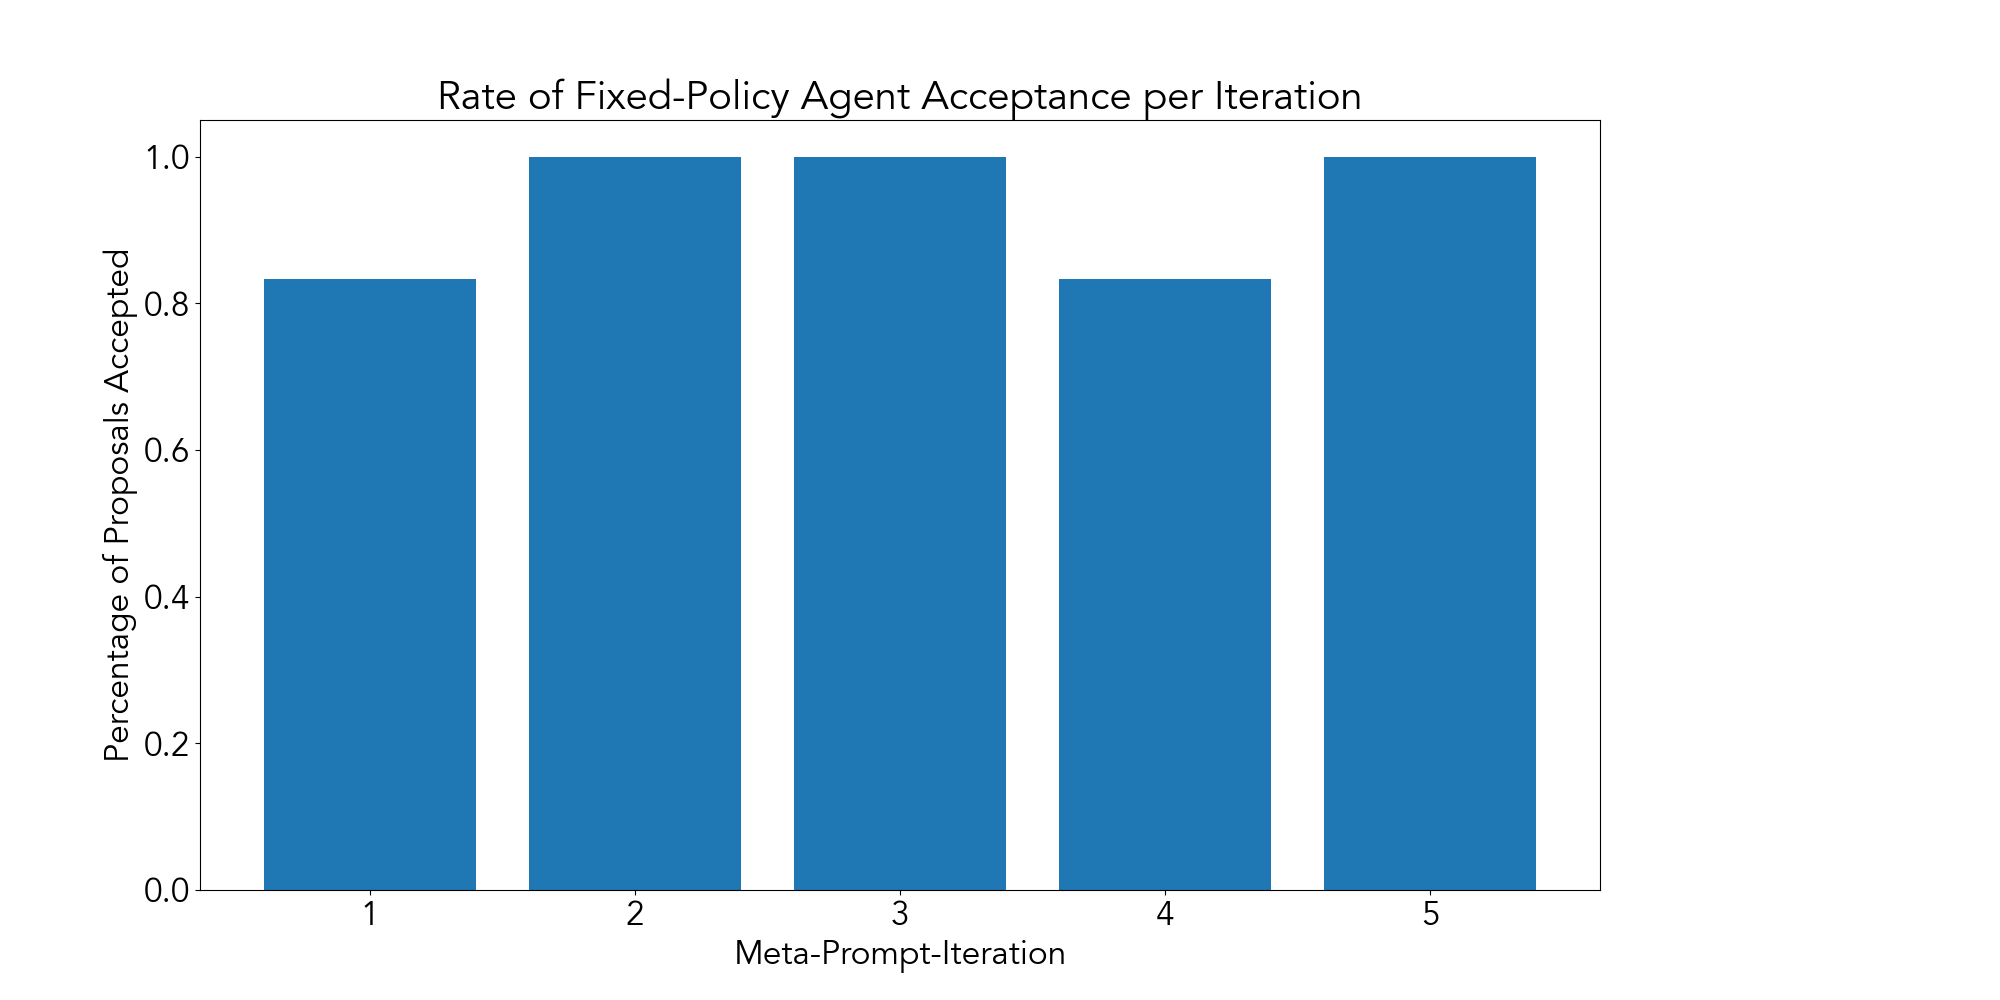 Rate of Fixed-Policy Agent Acceptance per Iteration
Percentage of Proposals Accepted
1.0
0.8
0.6
0.4
0.2
0.0
1 2 3 4 5
Meta-Prompt-Iteration